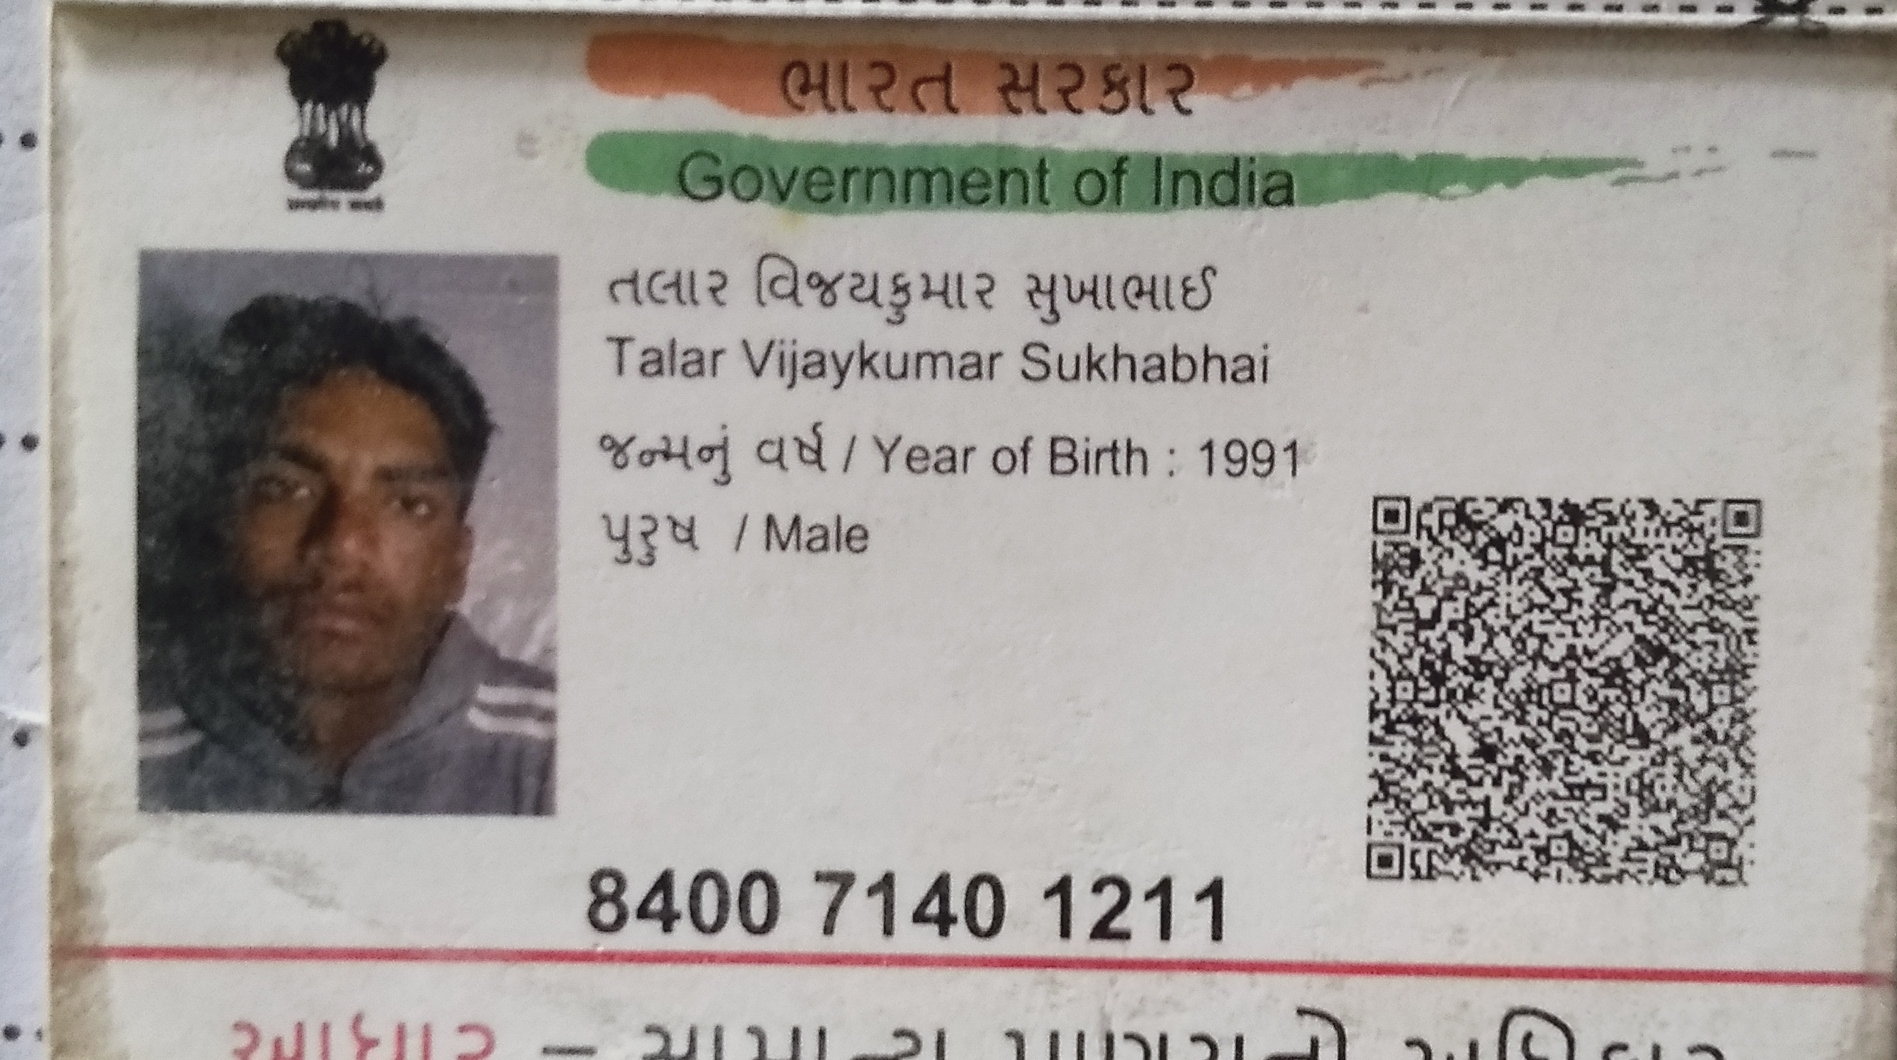 ભારત સરકાર
Government of India
તલાર વિજયકુમાર સુખાભાઈ
Talar Vijaykumar Sukhabhai
જન્મનું વર્ષ / Year of Birth : 1991
પુરુષ / Male
8400 7140 1211
આધાર –